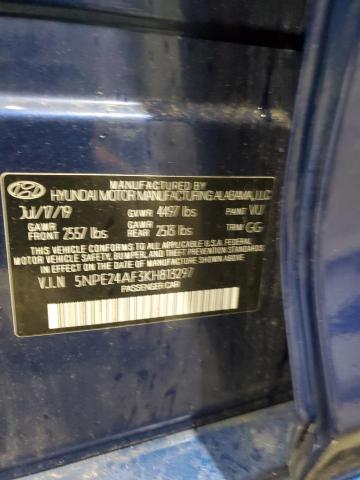 MANUFACTURED BY
HYUNDAI MOTOR MANUFACTURING ALABAMA, LLC
Jul/17/19 GVWR 4497 lbs PAINT VU7
GAWR FRONT 2557 lbs GAWR REAR 2513 lbs TRIM GG
THIS VEHICLE CONFORMS TO ALL APPLICABLE U.S.A FEDERAL
MOTOR VEHICLE SAFETY, BUMPER, AND THEFT PREVENTION STANDARDS
IN EFFECT ON THE DATE OF MANUFACTURE SHOWN ABOVE.
V.I.N 5NPE24AF3KH813297
PASSENGER CAR